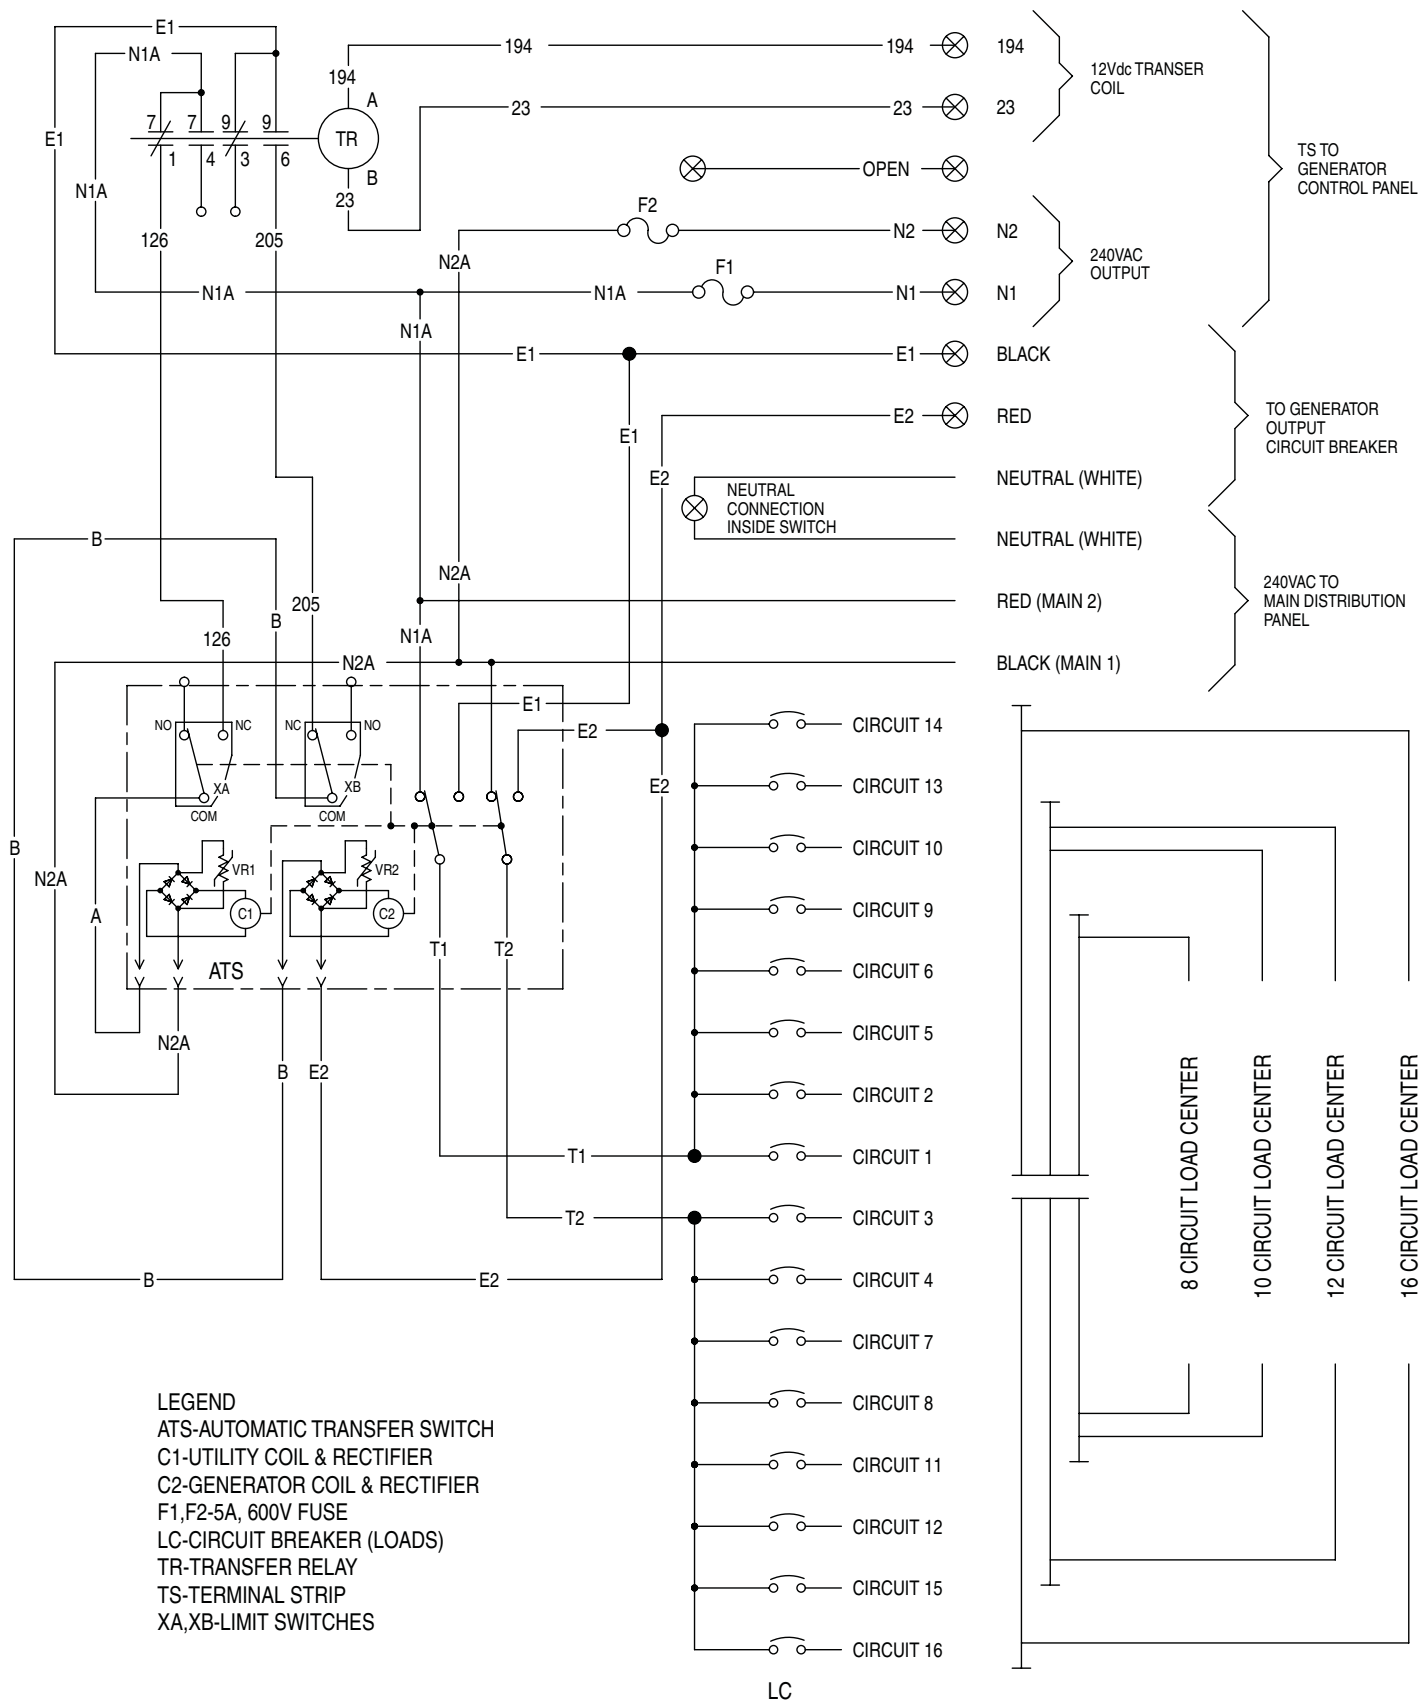 E1
194
194
194
N1A
12Vdc TRANSER
COIL
194
A
23
23
23
7
7
9
9
E1
TR
TS TO
GENERATOR
CONTROL PANEL
1
4
3
6
OPEN
B
N1A
23
F2
N2
N2
126
205
N2A
240VAC
OUTPUT
F1
N1A
N1A
N1
N1
N1A
E1
E1
BLACK
E2
RED
TO GENERATOR
OUTPUT
CIRCUIT BREAKER
E1
E2
NEUTRAL (WHITE)
NEUTRAL
CONNECTION
INSIDE SWITCH
B
NEUTRAL (WHITE)
N2A
240VAC TO
MAIN DISTRIBUTION
PANEL
205
RED (MAIN 2)
B
126
N1A
N2A
BLACK (MAIN 1)
E1
NO
NC
NC
NO
CIRCUIT 14
E2
XA
XB
E2
CIRCUIT 13
COM
COM
B
CIRCUIT 10
N2A
VR1
VR2
A
C1
C2
CIRCUIT 9
T1
T2
ATS
CIRCUIT 6
N2A
CIRCUIT 5
B
E2
CIRCUIT 2
T1
CIRCUIT 1
T2
CIRCUIT 3
8 CIRCUIT LOAD CENTER
10 CIRCUIT LOAD CENTER
12 CIRCUIT LOAD CENTER
16 CIRCUIT LOAD CENTER
B
E2
CIRCUIT 4
CIRCUIT 7
CIRCUIT 8
CIRCUIT 11
CIRCUIT 12
CIRCUIT 15
CIRCUIT 16
LC
LEGEND
ATS-AUTOMATIC TRANSFER SWITCH
C1-UTILITY COIL & RECTIFIER
C2-GENERATOR COIL & RECTIFIER
F1,F2-5A, 600V FUSE
LC-CIRCUIT BREAKER (LOADS)
TR-TRANSFER RELAY
TS-TERMINAL STRIP
XA,XB-LIMIT SWITCHES